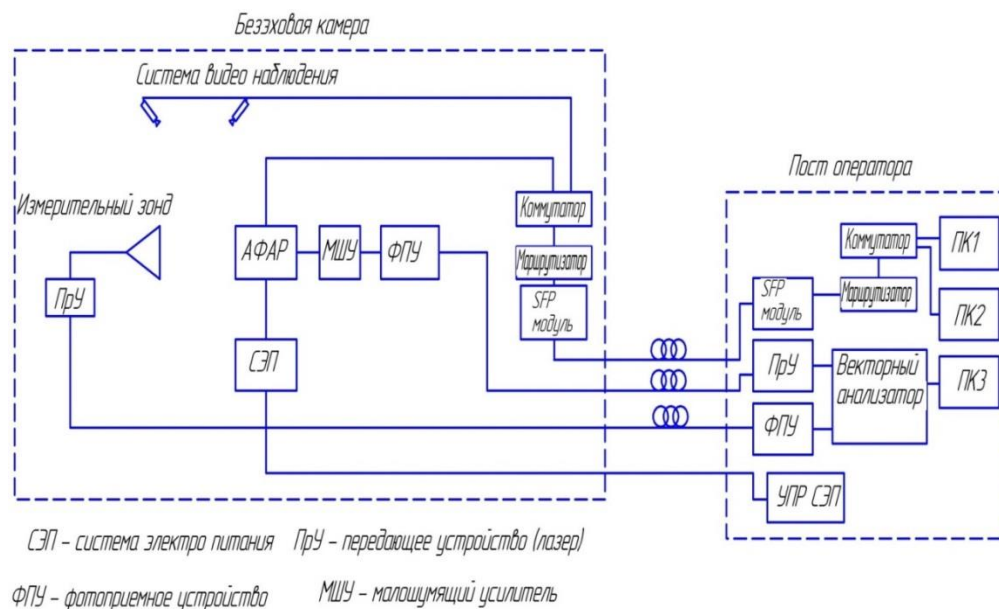 Беээховая камера
Система видео наблюдения
Измерительный зонд
ПрУ
АФАР
МШУ
ФПУ
СЭП
Коммутатор
Маршрутизатор
SFP
модуль
Пост оператора
Коммутатор
Маршрутизатор
SFP
модуль
ПК1
ПК2
ПрУ
ФПУ
Векторный
анализатор
ПК3
УПР СЭП
СЭП - система электро питания ПрУ - передающее устройство (лазер)
ФПУ - фотоприемное устройство МШУ - малошумящий усилитель